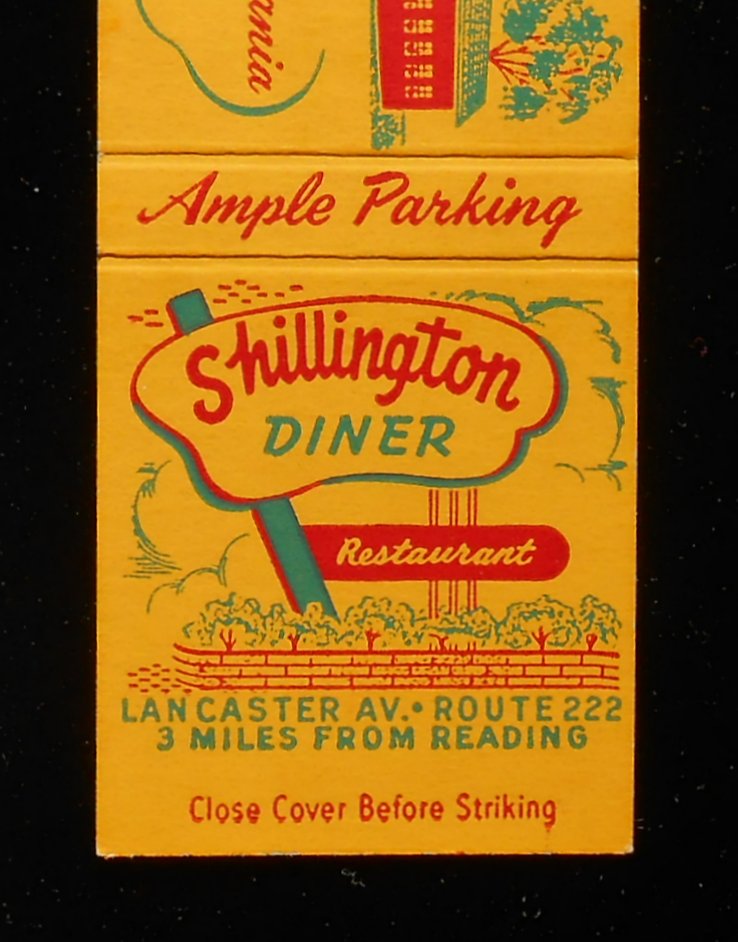 Ample Parking
Shillington
DINER
Restaurant
LANCASTER AV. • ROUTE 222
3 MILES FROM READING
Close Cover Before Striking